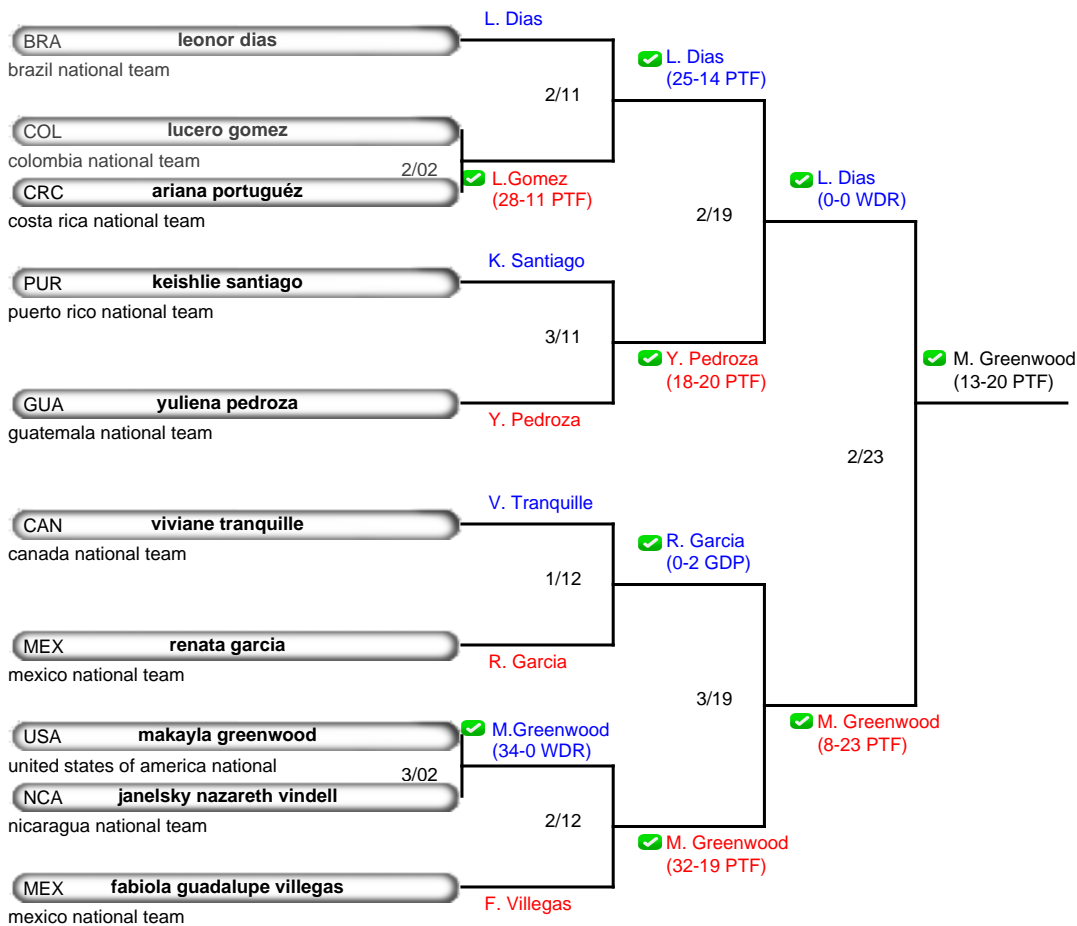 L. Dias
BRA leonor dias
brazil national team
L. Dias
(25-14 PTF)
2/11
COL lucero gomez
colombia national team
2/02
L.Gomez
(28-11 PTF)
CRC ariana portuguéz
costa rica national team
L. Dias
(0-0 WDR)
2/19
K. Santiago
PUR keishlie santiago
puerto rico national team
3/11
Y. Pedroza
(18-20 PTF)
M. Greenwood
(13-20 PTF)
GUA yuliena pedroza
Y. Pedroza
guatemala national team
2/23
V. Tranquille
CAN viviane tranquille
canada national team
R. Garcia
(0-2 GDP)
1/12
MEX renata garcia
R. Garcia
mexico national team
3/19
M. Greenwood
(8-23 PTF)
USA makayla greenwood
M.Greenwood
(34-0 WDR)
united states of america national
3/02
NCA janelsky nazareth vindell
nicaragua national team
2/12
M. Greenwood
(32-19 PTF)
MEX fabiola guadalupe villegas
F. Villegas
mexico national team